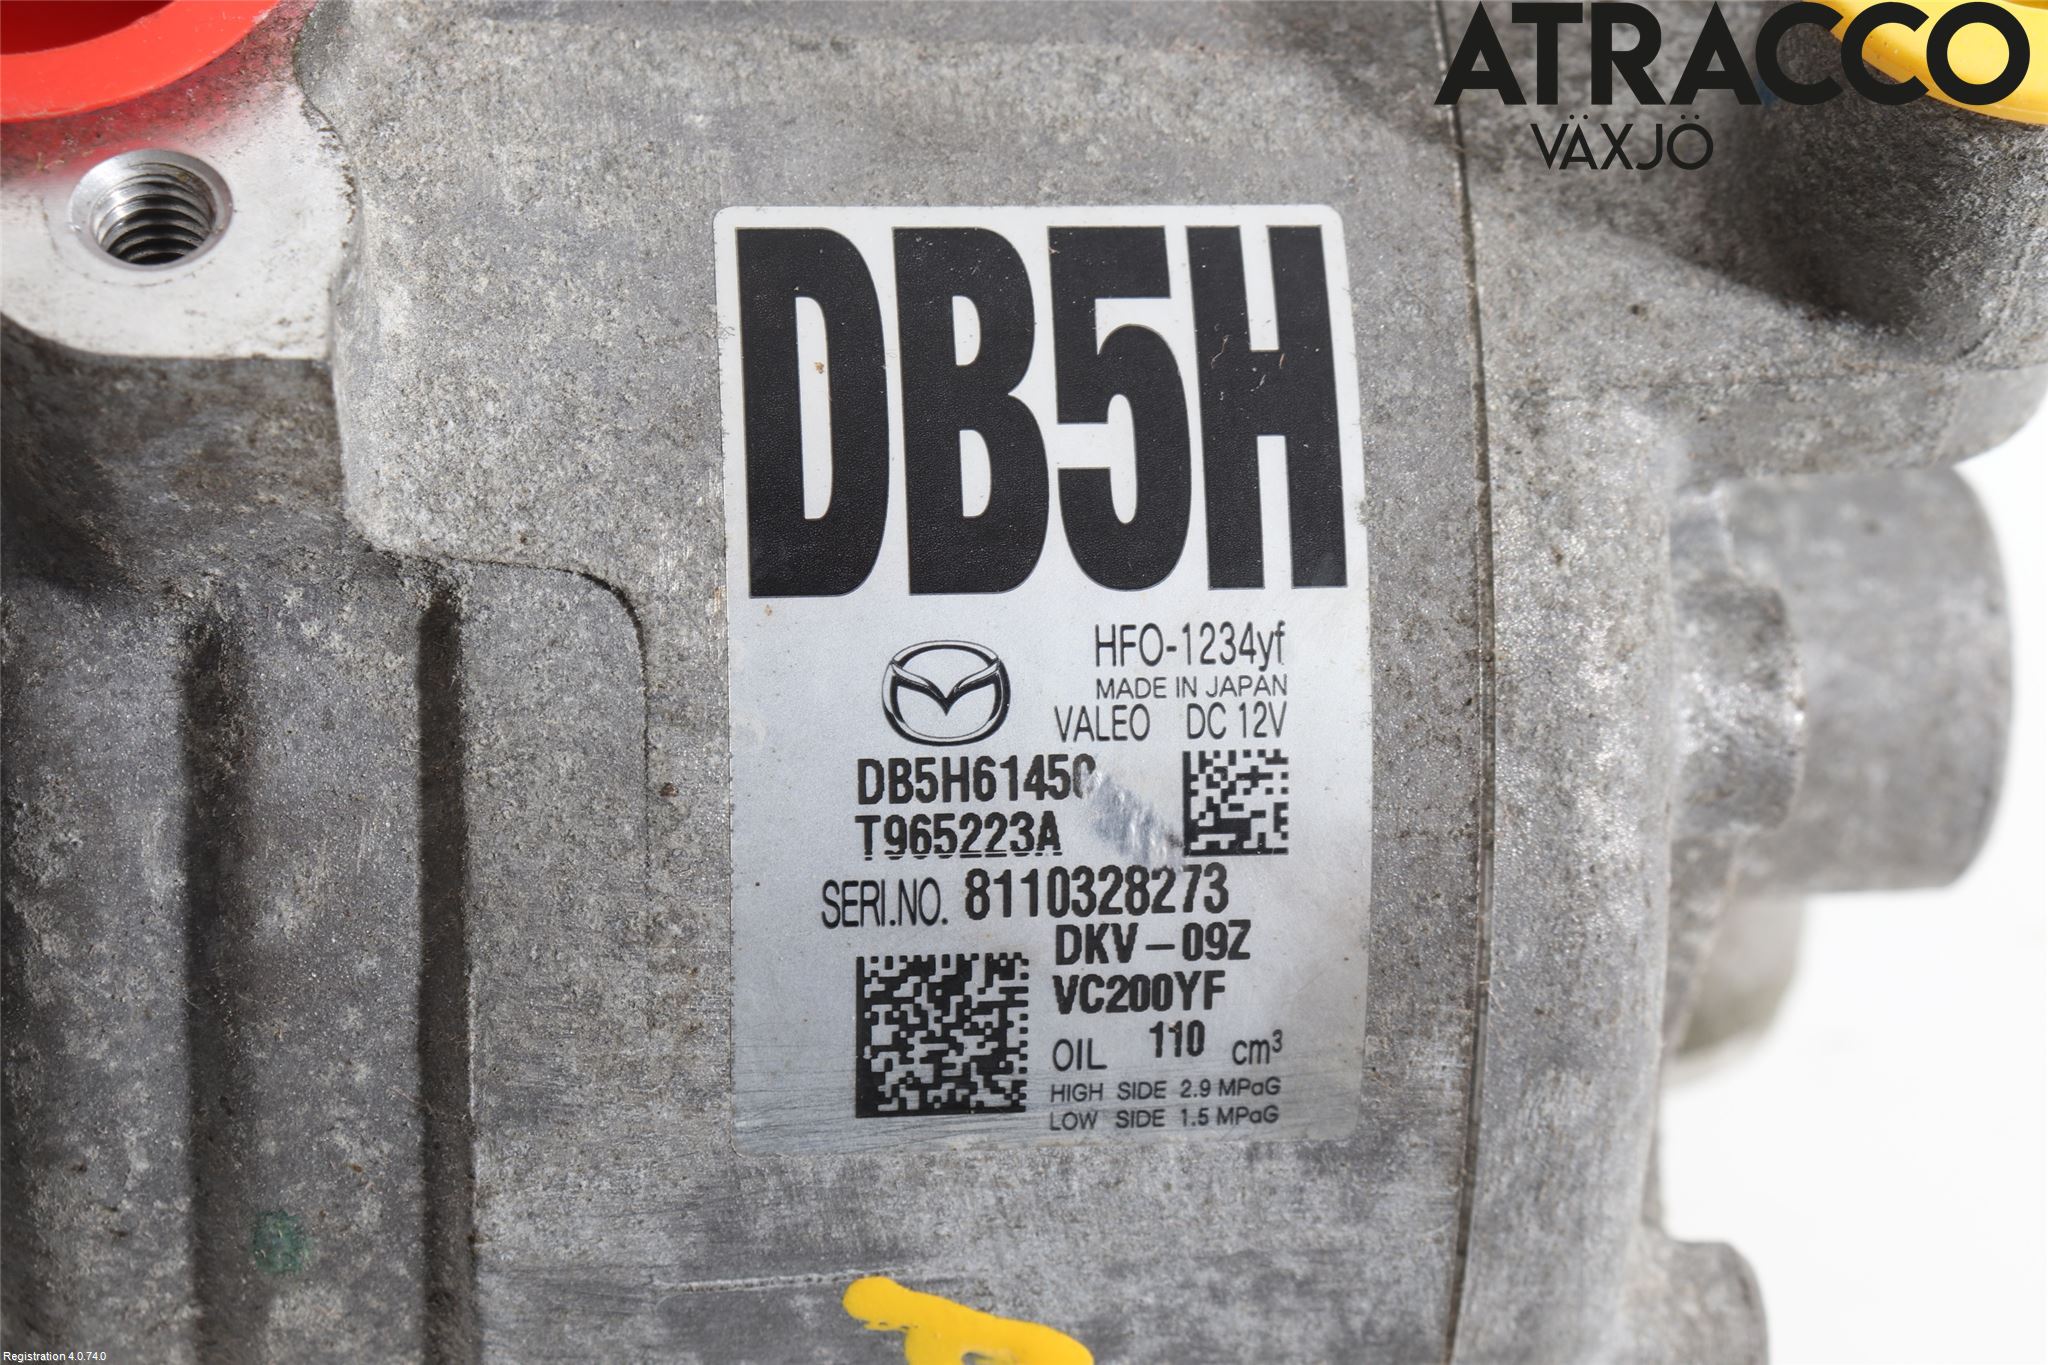 ATRACCO
VÄXJÖ
DB5H
HFO-1234yf
MADE IN JAPAN
VALEO DC 12V
DB5H61450
T965223A
SERI.NO. 8110328273
DKV-09Z
VC200YF
OIL 110 cm³
HIGH SIDE 2.9 MPaG
LOW SIDE 1.5 MPaG
Registration 4.0.74.0